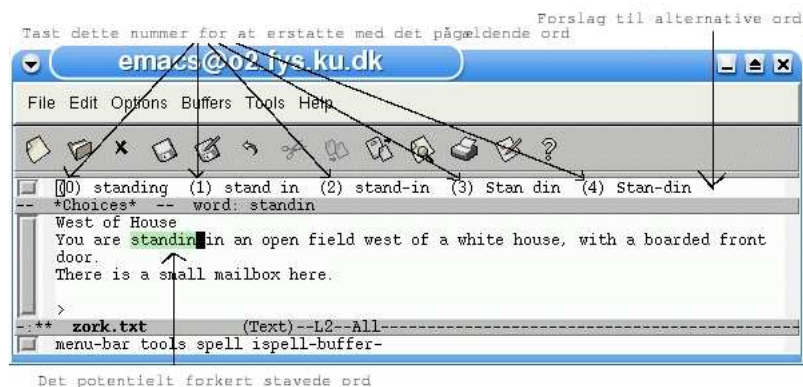 Forslag til alternative ord
Tast dette nummer for at erstatte med det pågældende ord
emacs@o2.fys.ku.dk
File Edit Options Buffers Tools Help
(0) standing (1) stand in (2) stand-in (3) Stan din (4) Stan-din
-- *Choices* -- word: standin
West of House
You are standin in an open field west of a white house, with a boarded front
door.
There is a small mailbox here.
>
-:** zork.txt (Text)--L2--All----------------------------------------------------
menu-bar tools spell ispell-buffer-
Det potentielt forkert stavede ord